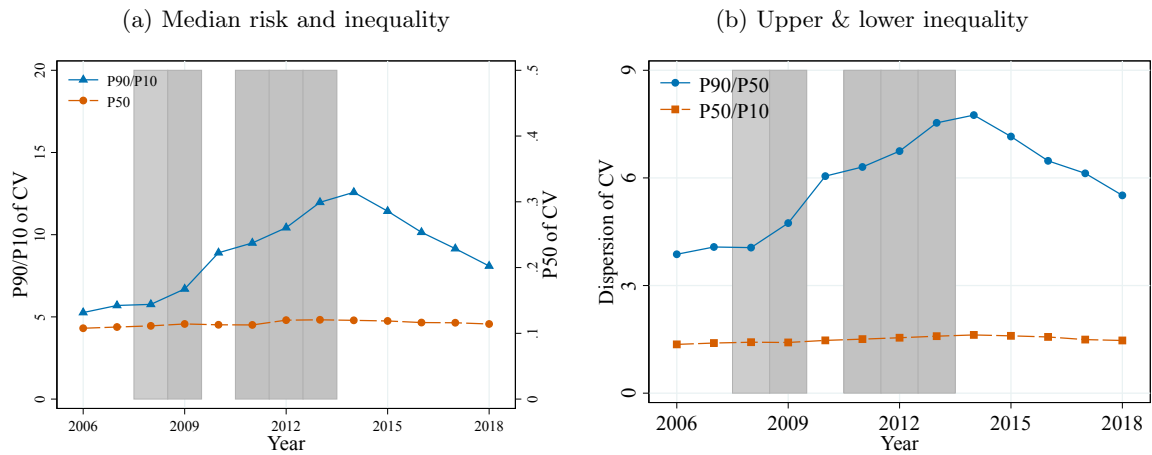 (a) Median risk and inequality
20
15
10
5
0
P90/P10 of CV
P90/P10
P50
.5
.4
.3
.2
.1
0
P50 of CV
2006 2009 2012 2015 2018
Year
(b) Upper & lower inequality
9
6
3
0
Dispersion of CV
P90/P50
P50/P10
2006 2009 2012 2015 2018
Year